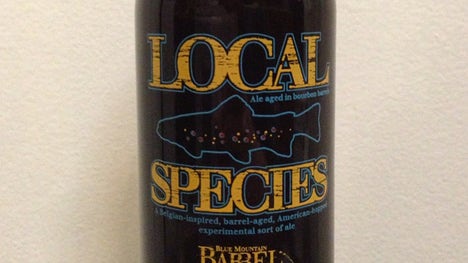 LOCAL
Ale aged in bourbon barrels
SPECIES
A Belgian-inspired, barrel-aged, American-hopped
experimental sort of ale
BLUE MOUNTAIN
BARREL